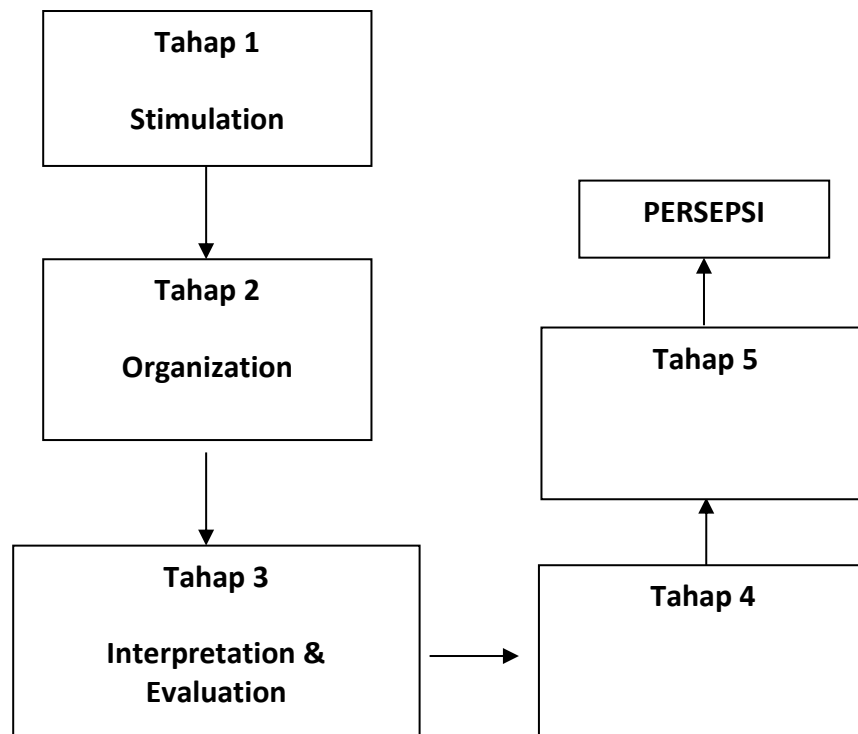 Tahap 1
Stimulation
Tahap 2
Organization
Tahap 3
Interpretation &
Evaluation
Tahap 4
Tahap 5
PERSEPSI